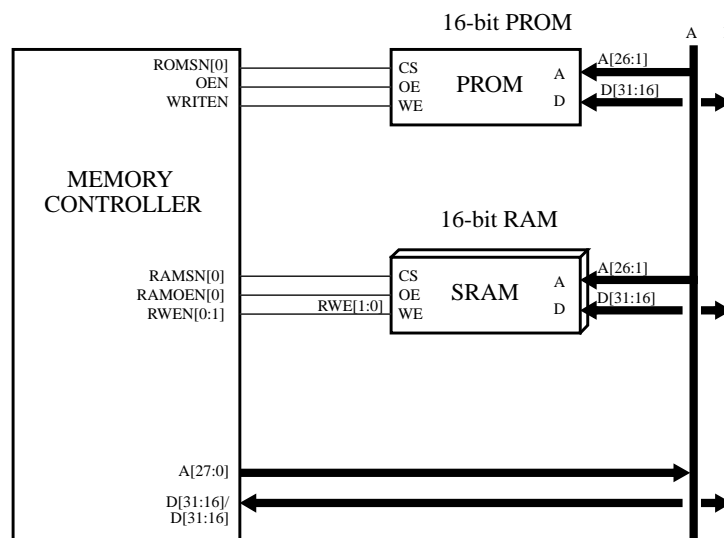 16-bit PROM
A
ROMSN[0]
CS
A[26:1]
OEN
OE
PROM
A
WRITEN
WE
D
D[31:16]
MEMORY
CONTROLLER
16-bit RAM
RAMSN[0]
CS
A[26:1]
RAMOEN[0]
OE
SRAM
A
RWEN[0:1]
RWE[1:0]
WE
D
D[31:16]
A[27:0]
D[31:16]/
D[31:16]